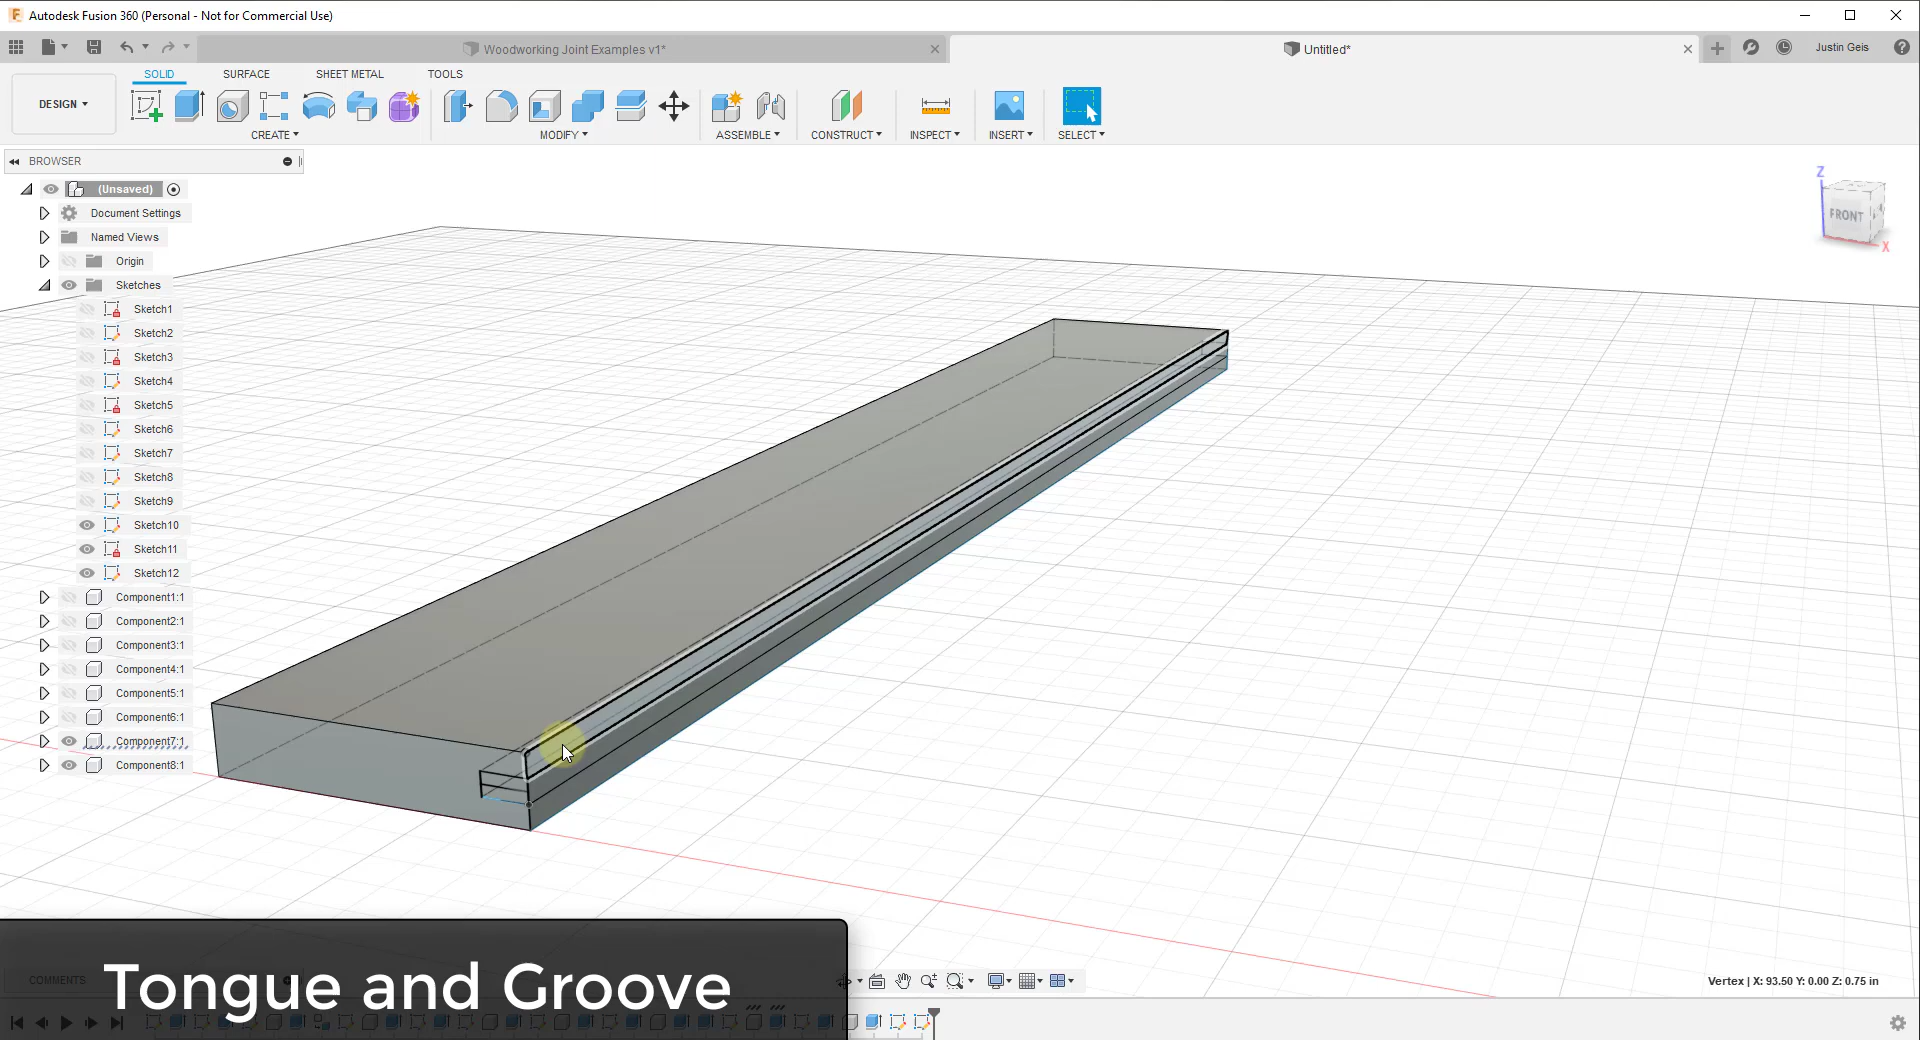 Autodesk Fusion 360 (Personal - Not for Commercial Use)
Woodworking Joint Examples v1*
Untitled*
Justin Geis
SOLID SURFACE SHEET METAL TOOLS
DESIGN
CREATE MODIFY ASSEMBLE CONSTRUCT INSPECT INSERT SELECT
BROWSER
(Unsaved)
Document Settings
Named Views
Origin
Sketches
Sketch1
Sketch2
Sketch3
Sketch4
Sketch5
Sketch6
Sketch7
Sketch8
Sketch9
Sketch10
Sketch11
Sketch12
Component1:1
Component2:1
Component3:1
Component4:1
Component5:1
Component6:1
Component7:1
Component8:1
Z
FRONT
X
COMMENTS
Tongue and Groove
Vertex | X: 93.50 Y: 0.00 Z: 0.75 in